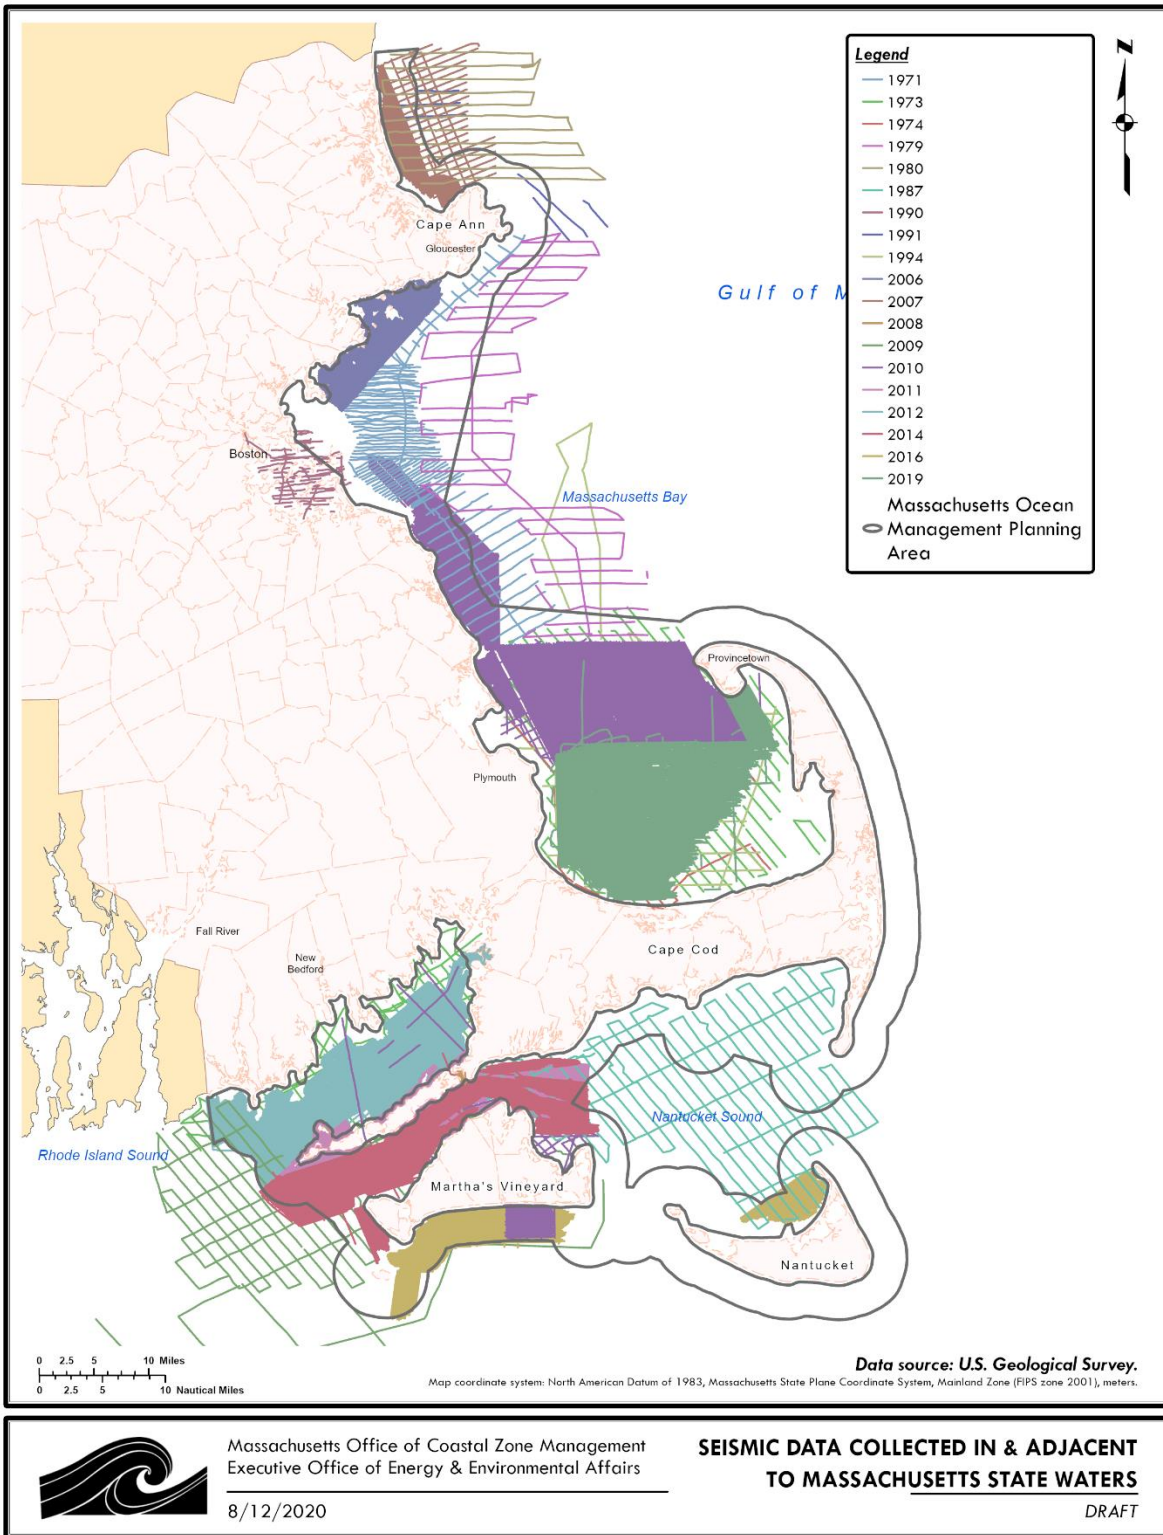 Legend
1971
1973
1974
1979
1980
1987
1990
1991
1994
2006
2007
2008
2009
2010
2011
2012
2014
2016
2019
Massachusetts Ocean
Management Planning
Area
N
Cape Ann
Gloucester
Gulf of M
Boston
Massachusetts Bay
Provincetown
Plymouth
Fall River
New
Bedford
Cape Cod
Nantucket Sound
Rhode Island Sound
Martha's Vineyard
Nantucket
0 2.5 5 10 Miles
0 2.5 5 10 Nautical Miles
Data source: U.S. Geological Survey.
Map coordinate system: North American Datum of 1983, Massachusetts State Plane Coordinate System, Mainland Zone (FIPS zone 2001), meters.
Massachusetts Office of Coastal Zone Management
Executive Office of Energy & Environmental Affairs
8/12/2020
SEISMIC DATA COLLECTED IN & ADJACENT
TO MASSACHUSETTS STATE WATERS
DRAFT